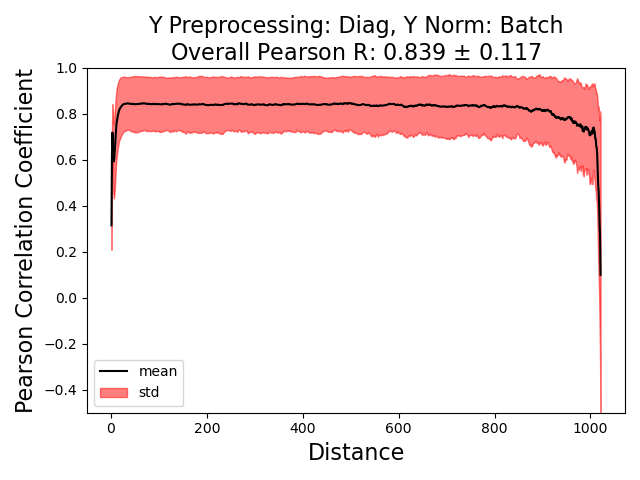 Y Preprocessing: Diag, Y Norm: Batch
Overall Pearson R: 0.839 ± 0.117
Pearson Correlation Coefficient
1.0
0.8
0.6
0.4
0.2
0.0
−0.2
−0.4
mean
std
0 200 400 600 800 1000
Distance